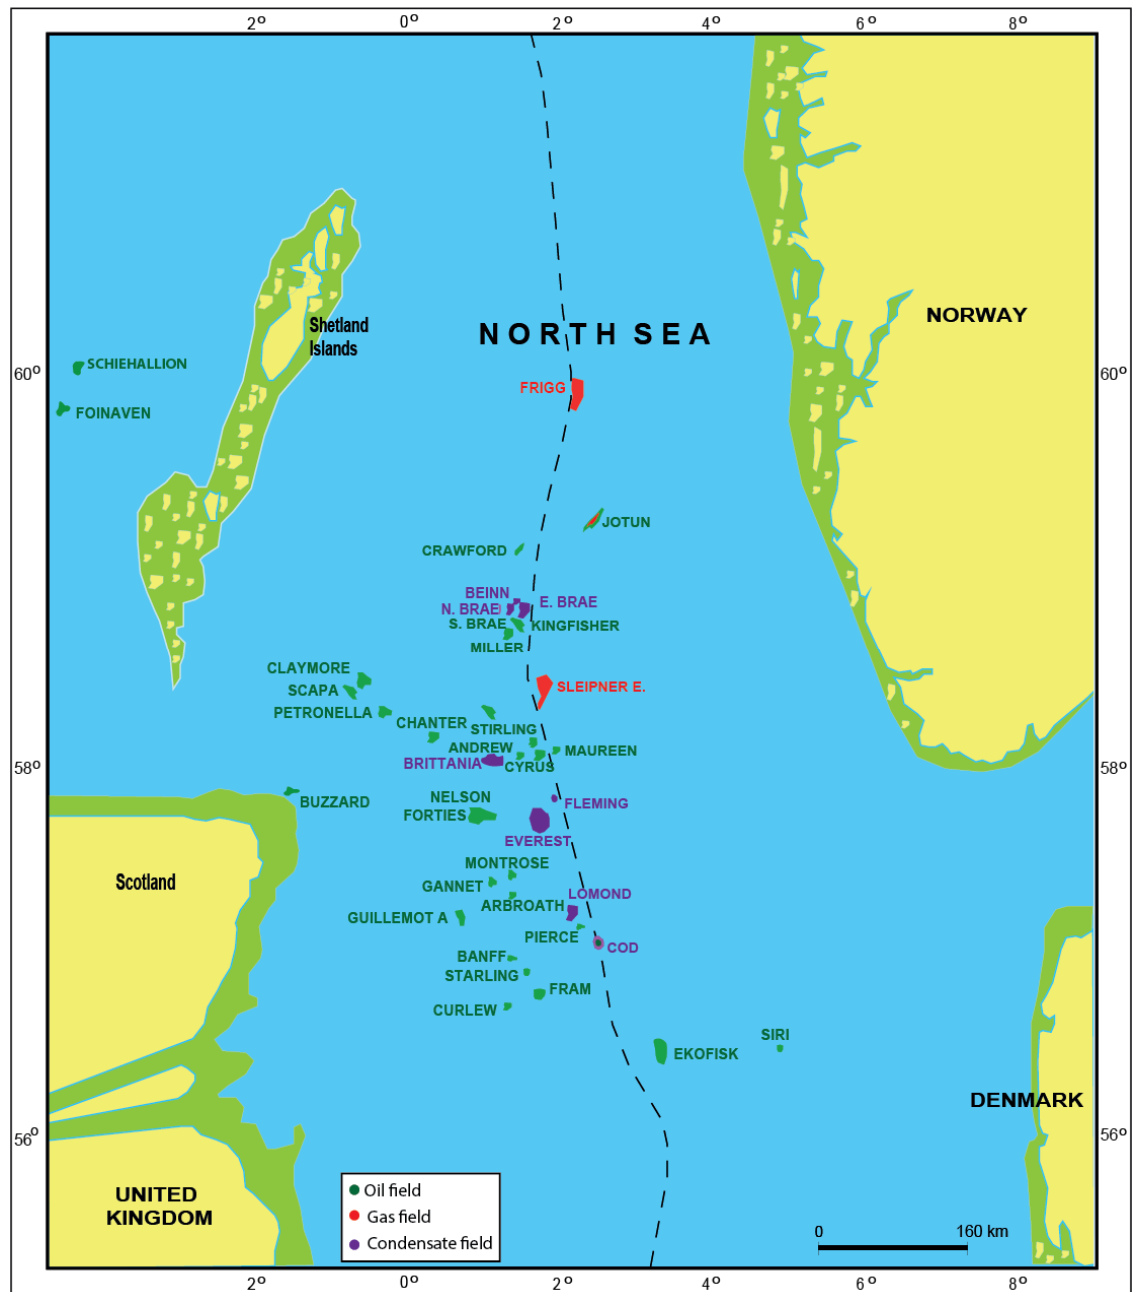 2° 0° 2° 4° 6° 8°
NORWAY
Shetland
Islands
NORTH SEA
SCHIEHALLION
60° 60°
FRIGG
FOINAVEN
JOTUN
CRAWFORD
BEINN
E. BRAE
N. BRAE
S. BRAE
KINGFISHER
MILLER
CLAYMORE
SLEIPNER E.
SCAPA
PETRONELLA
CHANTER
STIRLING
ANDREW
MAUREEN
BRITTANIA
CYRUS
58° 58°
NELSON
BUZZARD
FLEMING
FORTIES
EVEREST
MONTROSE
Scotland
GANNET
LOMOND
ARBROATH
GUILLEMOT A
PIERCE
COD
BANFF
STARLING
FRAM
CURLEW
SIRI
EKOFISK
DENMARK
56° 56°
UNITED
KINGDOM
Oil field
Gas field
Condensate field
0 160 km
2° 0° 2° 4° 6° 8°